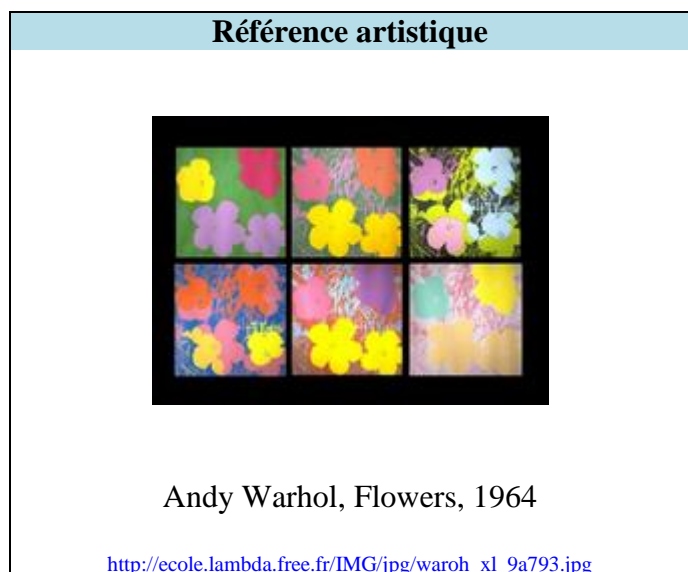 Référence artistique
Andy Warhol, Flowers, 1964
http://ecole.lambda.free.fr/IMG/jpg/waroh_xl_9a793.jpg